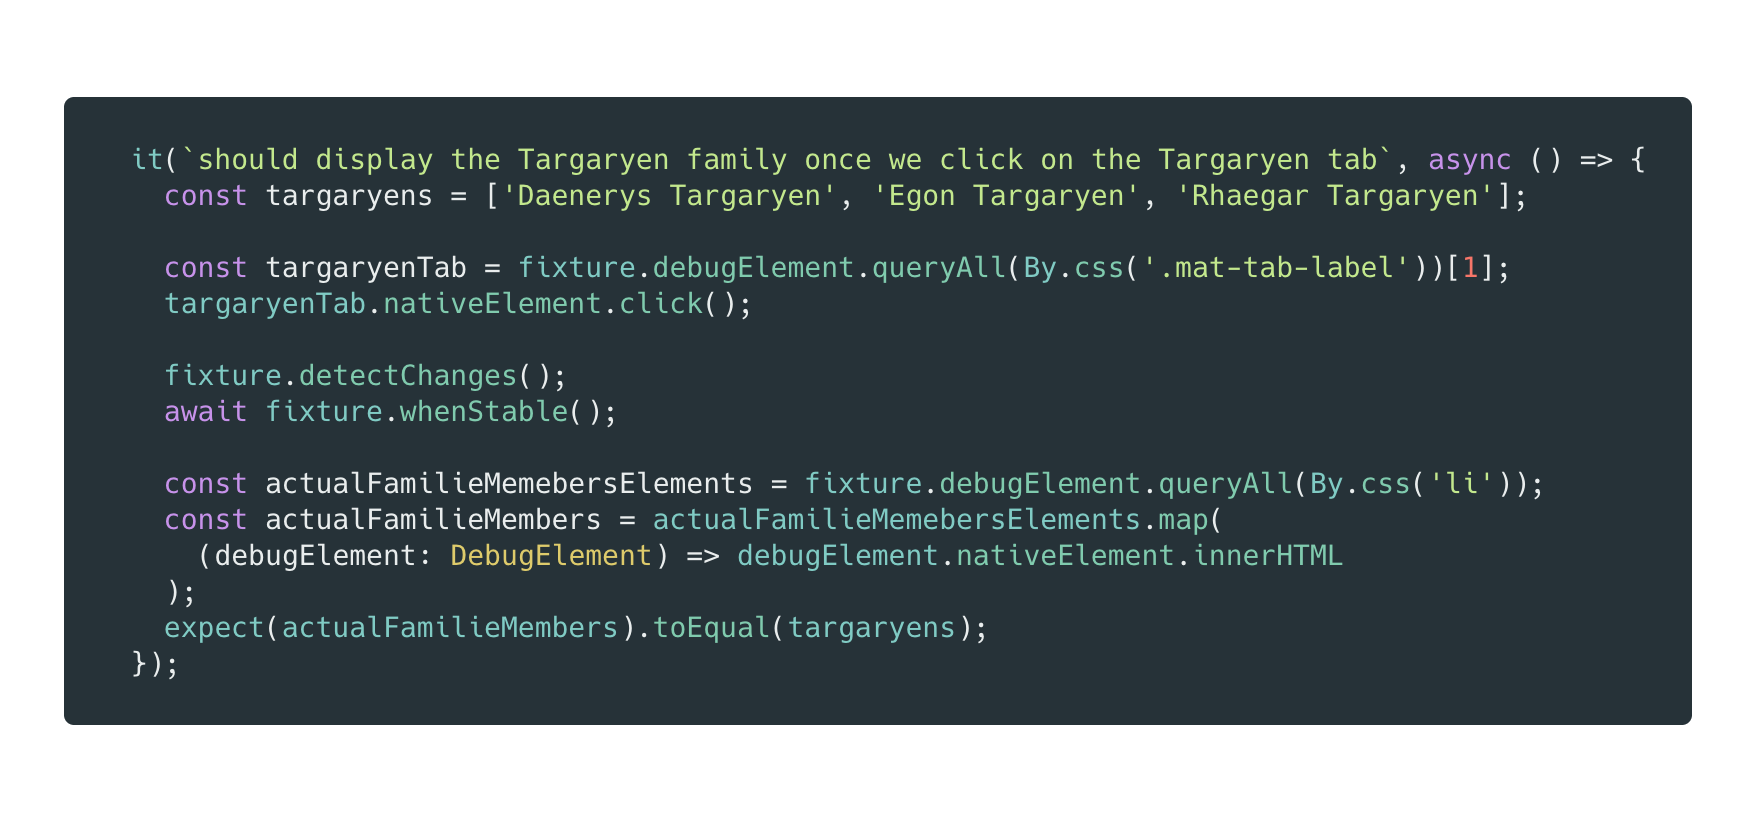 it(`should display the Targaryen family once we click on the Targaryen tab`, async () => {
const targaryens = ['Daenerys Targaryen', 'Egon Targaryen', 'Rhaegar Targaryen'];
const targaryenTab = fixture.debugElement.queryAll(By.css('.mat-tab-label'))[1];
targaryenTab.nativeElement.click();
fixture.detectChanges();
await fixture.whenStable();
const actualFamilieMemebersElements = fixture.debugElement.queryAll(By.css('li'));
const actualFamilieMembers = actualFamilieMemebersElements.map(
(debugElement: DebugElement) => debugElement.nativeElement.innerHTML
);
expect(actualFamilieMembers).toEqual(targaryens);
});